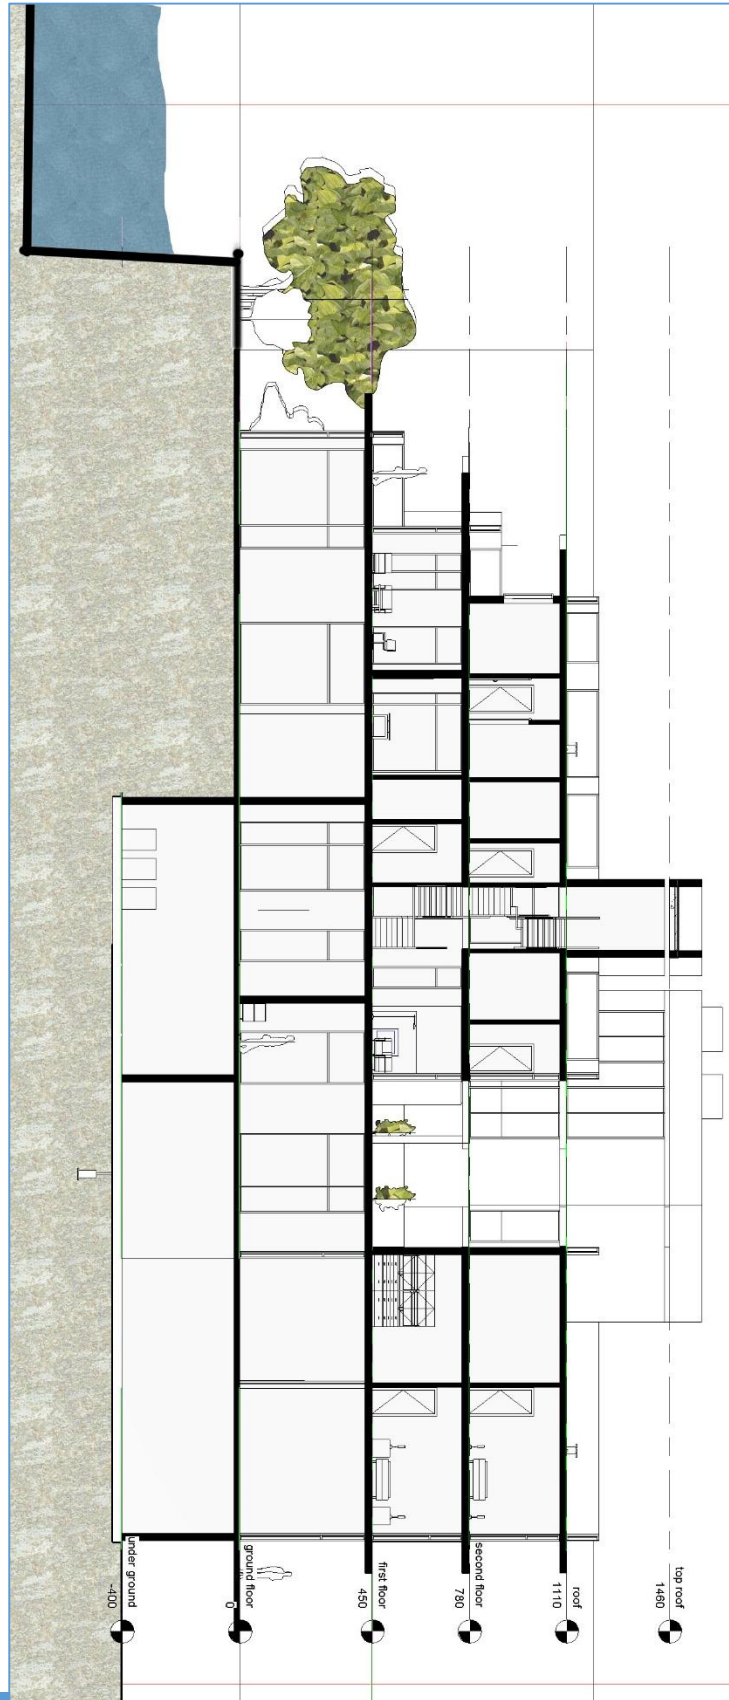 top roof
1460
roof
1110
second floor
780
first floor
450
ground floor
0
under ground
-400